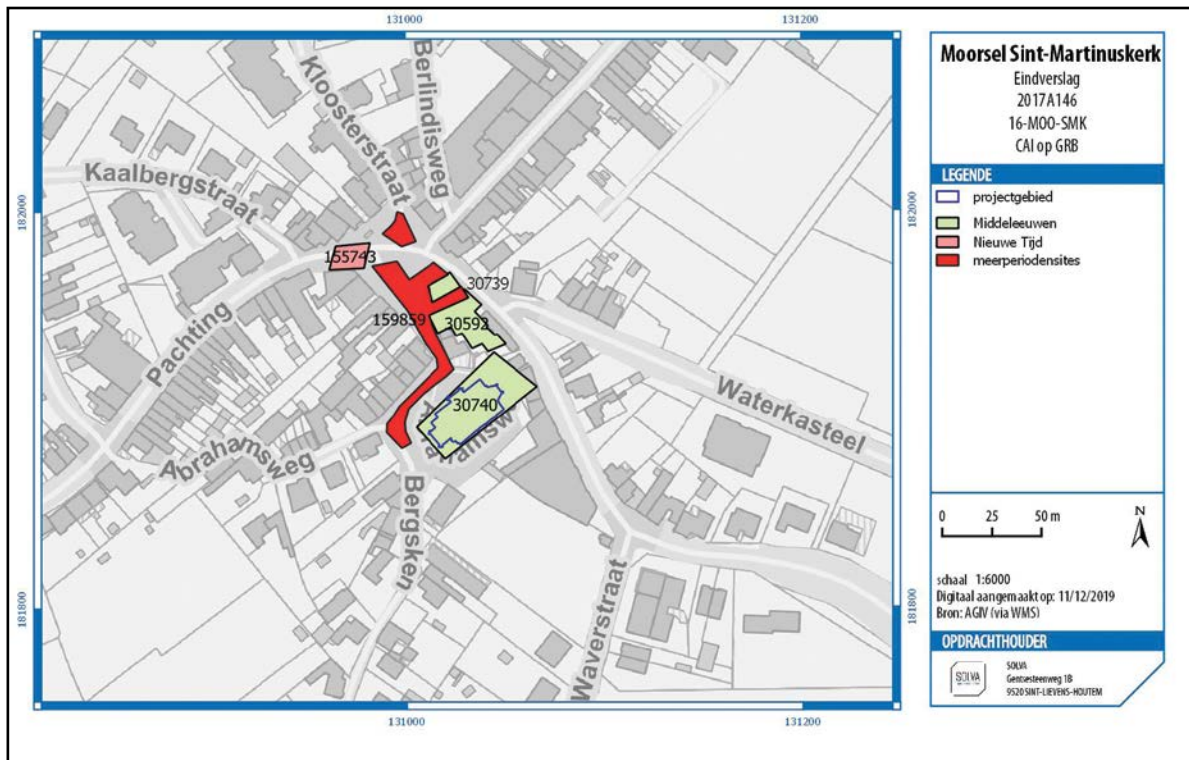 131000
131200
Kloosterstraat
Berlindisweg
Kaalbergstraat
182000
182000
155743
30739
159859
30592
Pachting
30740
Waterkasteel
Abrahamsweg
Bergsken
Waverstraat
181800
181800
131000
131200
Moorsel Sint-Martinuskerk
Eindverslag
2017A146
16-MOO-SMK
CAI op GRB
LEGENDE
projectgebied
Middeleeuwen
Nieuwe Tijd
meerperiodensites
0 25 50 m
N
schaal 1:6000
Digitaal aangemaakt op: 11/12/2019
Bron: AGIV (via WMS)
OPDRACHTHOUDER
SOLVA
SOLVA
Gentsesteenweg 1B
9520 SINT-LIEVENS-HOUTEM